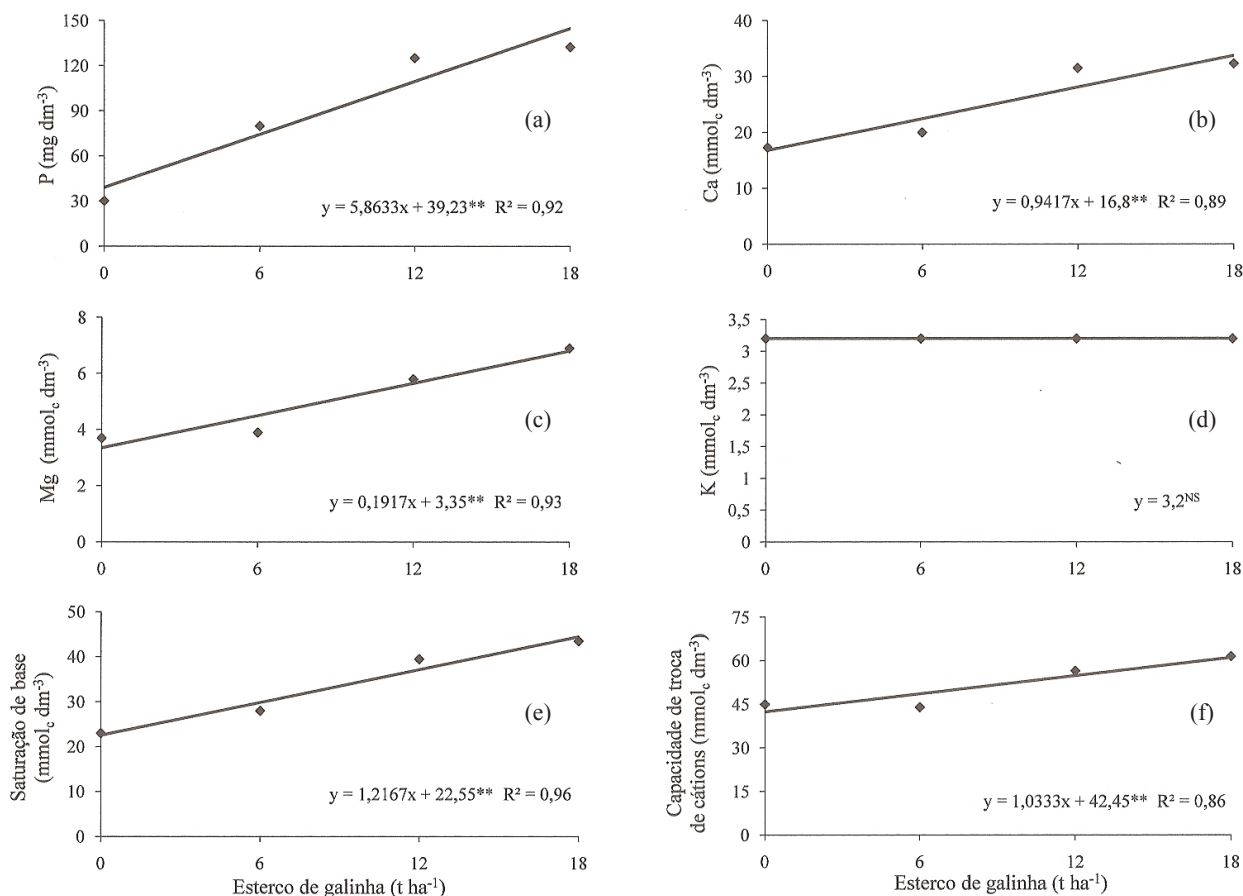 150
120
90
60
30
0
P (mg dm⁻³)
(a)
y = 5,8633x + 39,23** R² = 0,92
0 6 12 18
40
30
20
10
0
Ca (mmol꜀ dm⁻³)
(b)
y = 0,9417x + 16,8** R² = 0,89
0 6 12 18
8
6
4
2
0
Mg (mmol꜀ dm⁻³)
(c)
y = 0,1917x + 3,35** R² = 0,93
0 6 12 18
3,5
3
2,5
2
1,5
1
0,5
0
K (mmol꜀ dm⁻³)
(d)
y = 3,2ᴺˢ
0 6 12 18
50
40
30
20
10
0
Saturação de base
(mmol꜀ dm⁻³)
(e)
y = 1,2167x + 22,55** R² = 0,96
0 6 12 18
Esterco de galinha (t ha⁻¹)
75
60
45
30
15
0
Capacidade de troca
de cátions (mmol꜀ dm⁻³)
(f)
y = 1,0333x + 42,45** R² = 0,86
0 6 12 18
Esterco de galinha (t ha⁻¹)